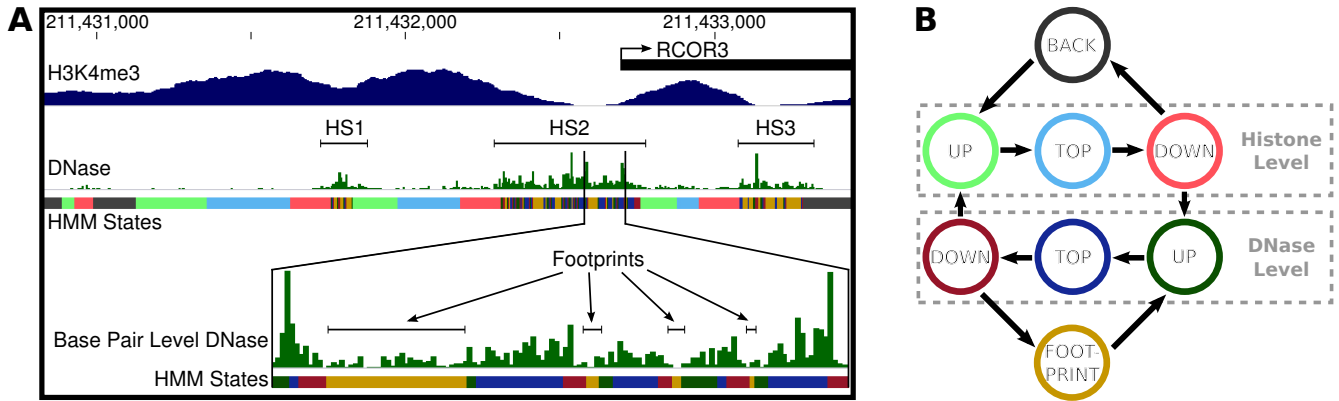 A
211,431,000 211,432,000 211,433,000
RCOR3
H3K4me3
HS1 HS2 HS3
DNase
HMM States
Footprints
Base Pair Level DNase
HMM States
B
BACK
UP TOP DOWN
Histone
Level
DOWN TOP UP
DNase
Level
FOOT-
PRINT